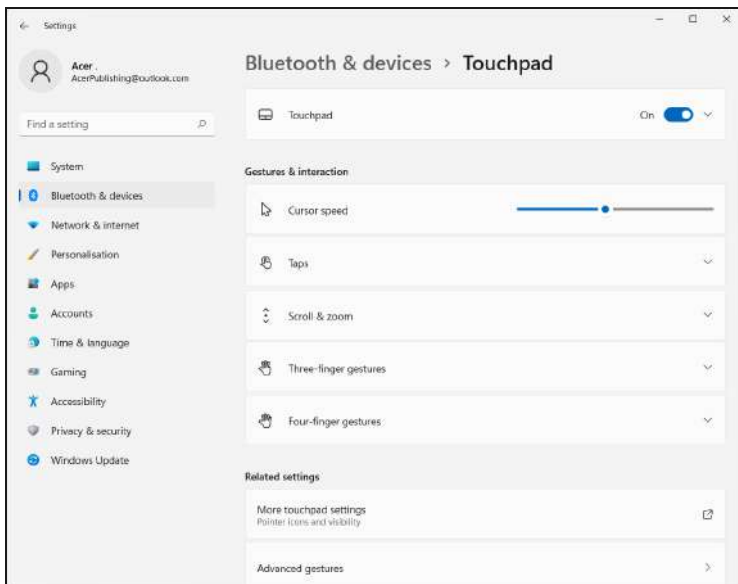 Settings
Acer .
AcerPublishing@outlook.com
Find a setting
System
Bluetooth & devices
Network & internet
Personalisation
Apps
Accounts
Time & language
Gaming
Accessibility
Privacy & security
Windows Update
Bluetooth & devices > Touchpad
Touchpad On
Gestures & interaction
Cursor speed
Taps
Scroll & zoom
Three-finger gestures
Four-finger gestures
Related settings
More touchpad settings
Pointer icons and visibility
Advanced gestures